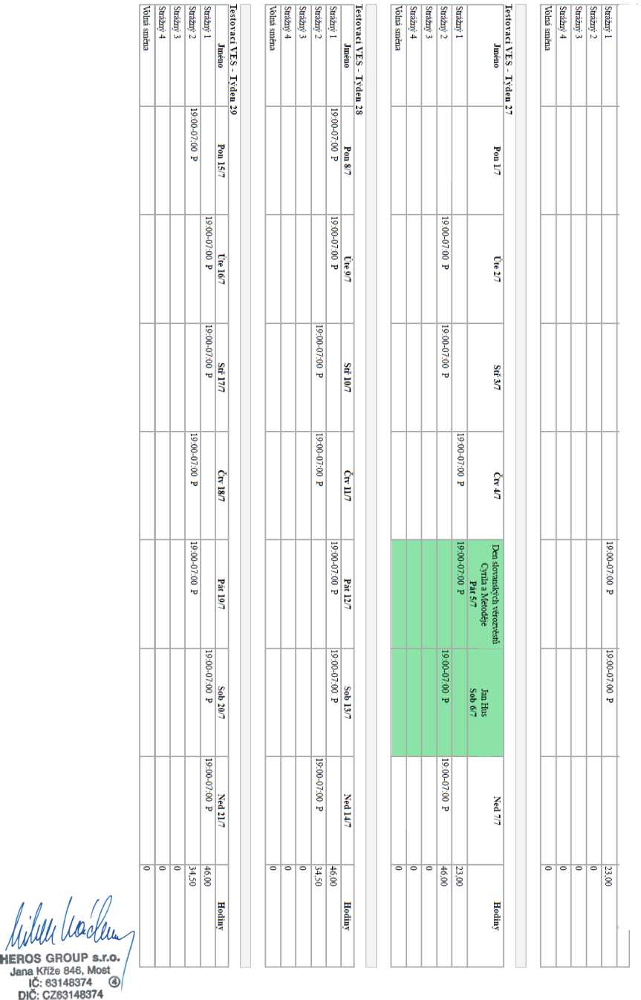 Strážný 1 19:00-07:00 P 19:00-07:00 P 23,00
Strážný 2 0
Strážný 3 0
Strážný 4 0
Volná směna 0
Testovací VES - Týden 27
Jméno Pon 1/7 Úte 2/7 Stř 3/7 Čtv 4/7 Den slovanských věrozvěstů Cyrila a Metoděje Pát 5/7 Jan Hus Sob 6/7 Ned 7/7 Hodiny
Strážný 1 19:00-07:00 P 19:00-07:00 P 23,00
Strážný 2 19:00-07:00 P 19:00-07:00 P 19:00-07:00 P 19:00-07:00 P 46,00
Strážný 3 0
Strážný 4 0
Volná směna 0
Testovací VES - Týden 28
Jméno Pon 8/7 Úte 9/7 Stř 10/7 Čtv 11/7 Pát 12/7 Sob 13/7 Ned 14/7 Hodiny
Strážný 1 19:00-07:00 P 19:00-07:00 P 19:00-07:00 P 19:00-07:00 P 46,00
Strážný 2 19:00-07:00 P 19:00-07:00 P 19:00-07:00 P 34,50
Strážný 3 0
Strážný 4 0
Volná směna 0
Testovací VES - Týden 29
Jméno Pon 15/7 Úte 16/7 Stř 17/7 Čtv 18/7 Pát 19/7 Sob 20/7 Ned 21/7 Hodiny
Strážný 1 19:00-07:00 P 19:00-07:00 P 19:00-07:00 P 19:00-07:00 P 46,00
Strážný 2 19:00-07:00 P 19:00-07:00 P 19:00-07:00 P 34,50
Strážný 3 0
Strážný 4 0
Volná směna 0
HEROS GROUP s.r.o.
Jana Kříže 846, Most
IČ: 63148374 4
DIČ: CZ63148374